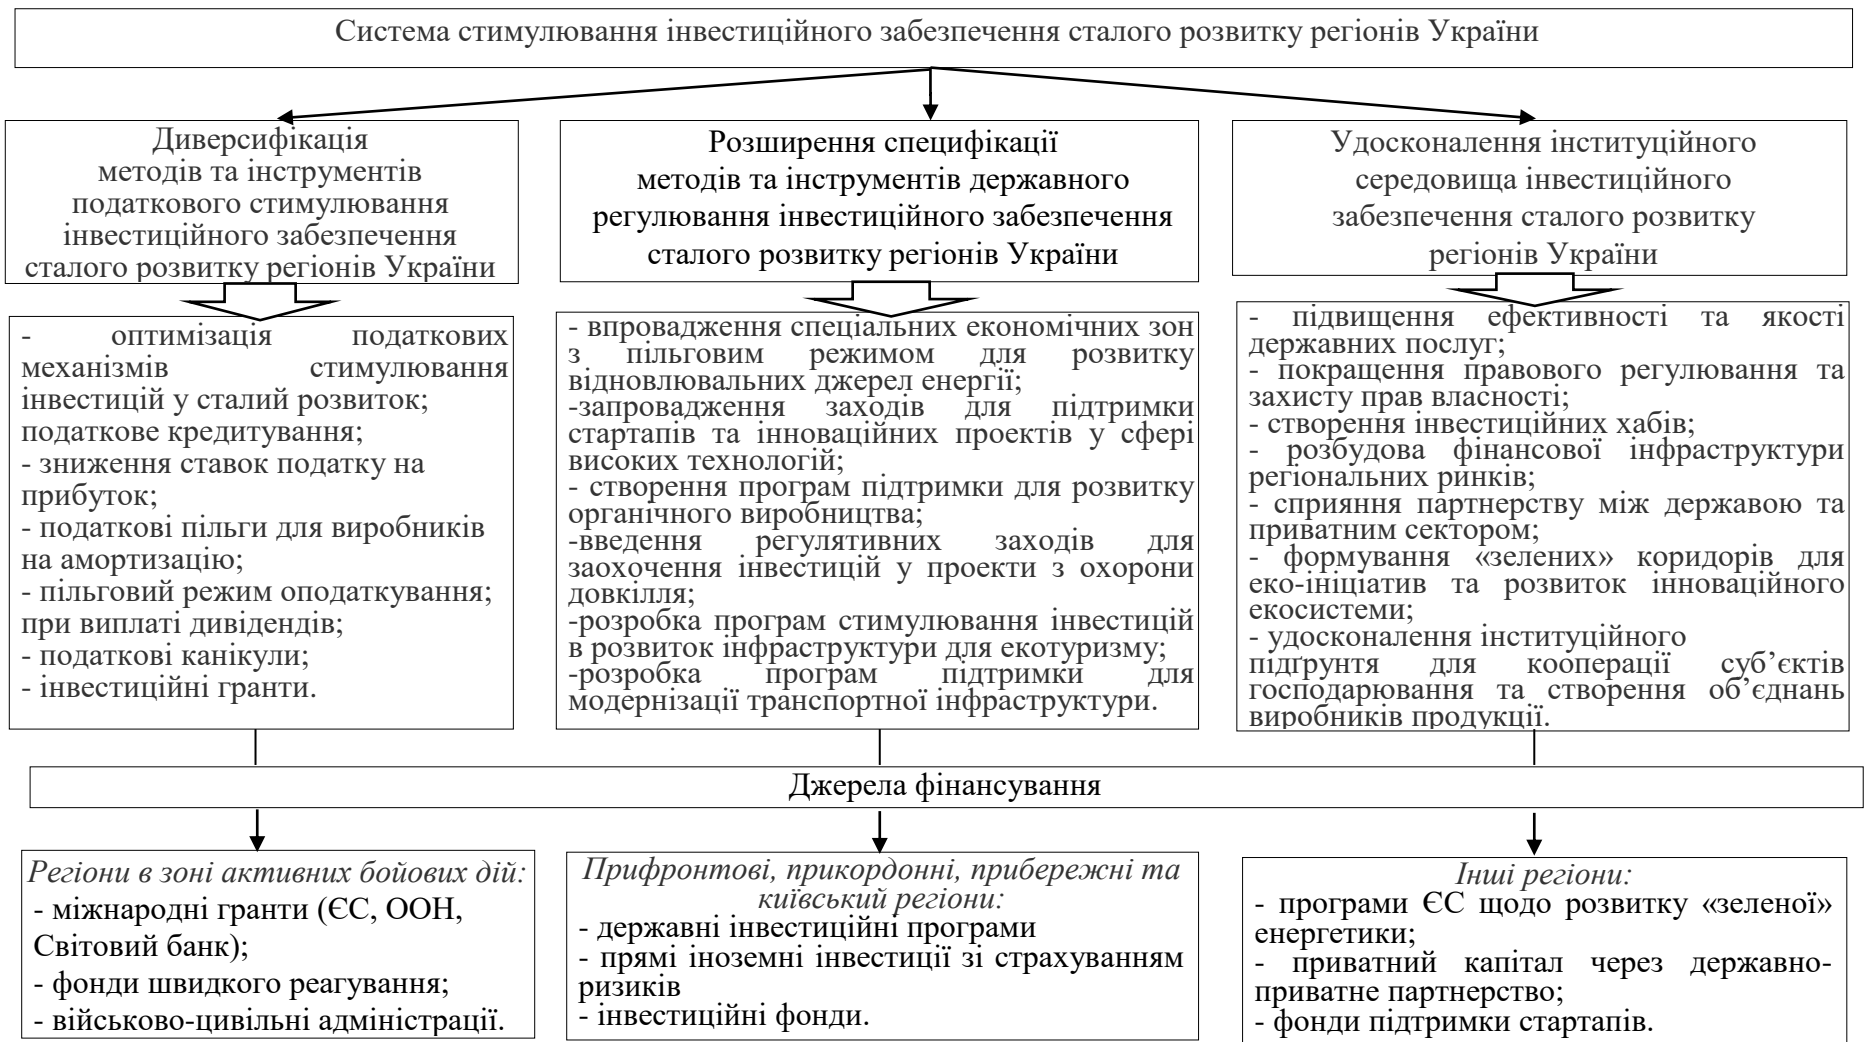 Система стимулювання інвестиційного забезпечення сталого розвитку регіонів України
Диверсифікація
методів та інструментів
податкового стимулювання
інвестиційного забезпечення
сталого розвитку регіонів України
Розширення специфікації
методів та інструментів державного
регулювання інвестиційного забезпечення
сталого розвитку регіонів України
Удосконалення інституційного
середовища інвестиційного
забезпечення сталого розвитку
регіонів України
- оптимізація податкових
механізмів стимулювання
інвестицій у сталий розвиток;
податкове кредитування;
- зниження ставок податку на
прибуток;
- податкові пільги для виробників
на амортизацію;
- пільговий режим оподаткування;
при виплаті дивідендів;
- податкові канікули;
- інвестиційні гранти.
- впровадження спеціальних економічних зон
з пільговим режимом для розвитку
відновлювальних джерел енергії;
-запровадження заходів для підтримки
стартапів та інноваційних проектів у сфері
високих технологій;
- створення програм підтримки для розвитку
органічного виробництва;
-введення регулятивних заходів для
заохочення інвестицій у проекти з охорони
довкілля;
-розробка програм стимулювання інвестицій
в розвиток інфраструктури для екотуризму;
-розробка програм підтримки для
модернізації транспортної інфраструктури.
- підвищення ефективності та якості
державних послуг;
- покращення правового регулювання та
захисту прав власності;
- створення інвестиційних хабів;
- розбудова фінансової інфраструктури
регіональних ринків;
- сприяння партнерству між державою та
приватним сектором;
- формування «зелених» коридорів для
еко-ініціатив та розвиток інноваційного
екосистеми;
- удосконалення інституційного
підґрунтя для кооперації суб’єктів
господарювання та створення об’єднань
виробників продукції.
Джерела фінансування
Регіони в зоні активних бойових дій:
- міжнародні гранти (ЄС, ООН,
Світовий банк);
- фонди швидкого реагування;
- військово-цивільні адміністрації.
Прифронтові, прикордонні, прибережні та
київський регіони:
- державні інвестиційні програми
- прямі іноземні інвестиції зі страхуванням
ризиків
- інвестиційні фонди.
Інші регіони:
- програми ЄС щодо розвитку «зеленої»
енергетики;
- приватний капітал через державно-
приватне партнерство;
- фонди підтримки стартапів.